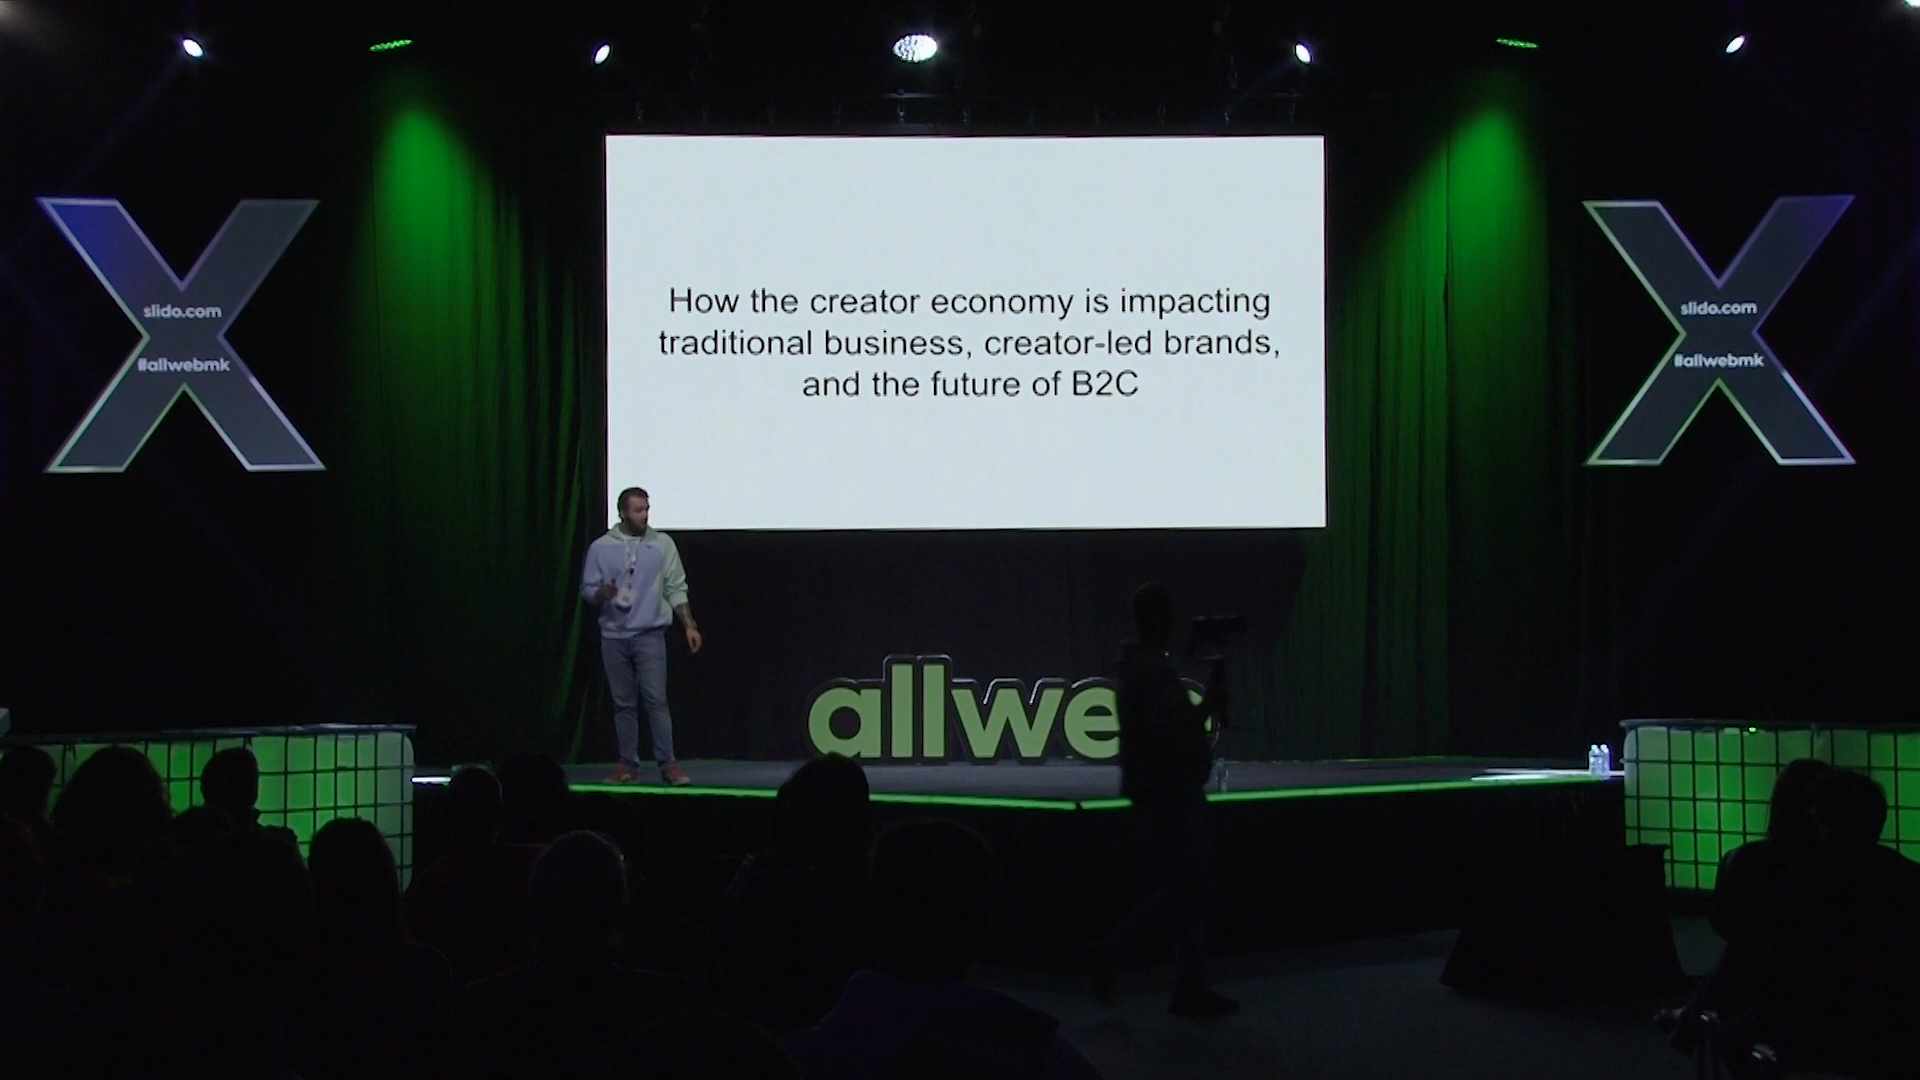 How the creator economy is impacting
traditional business, creator-led brands,
and the future of B2C
X
slido.com
#allwebmk
X
slido.com
#allwebmk
allwe